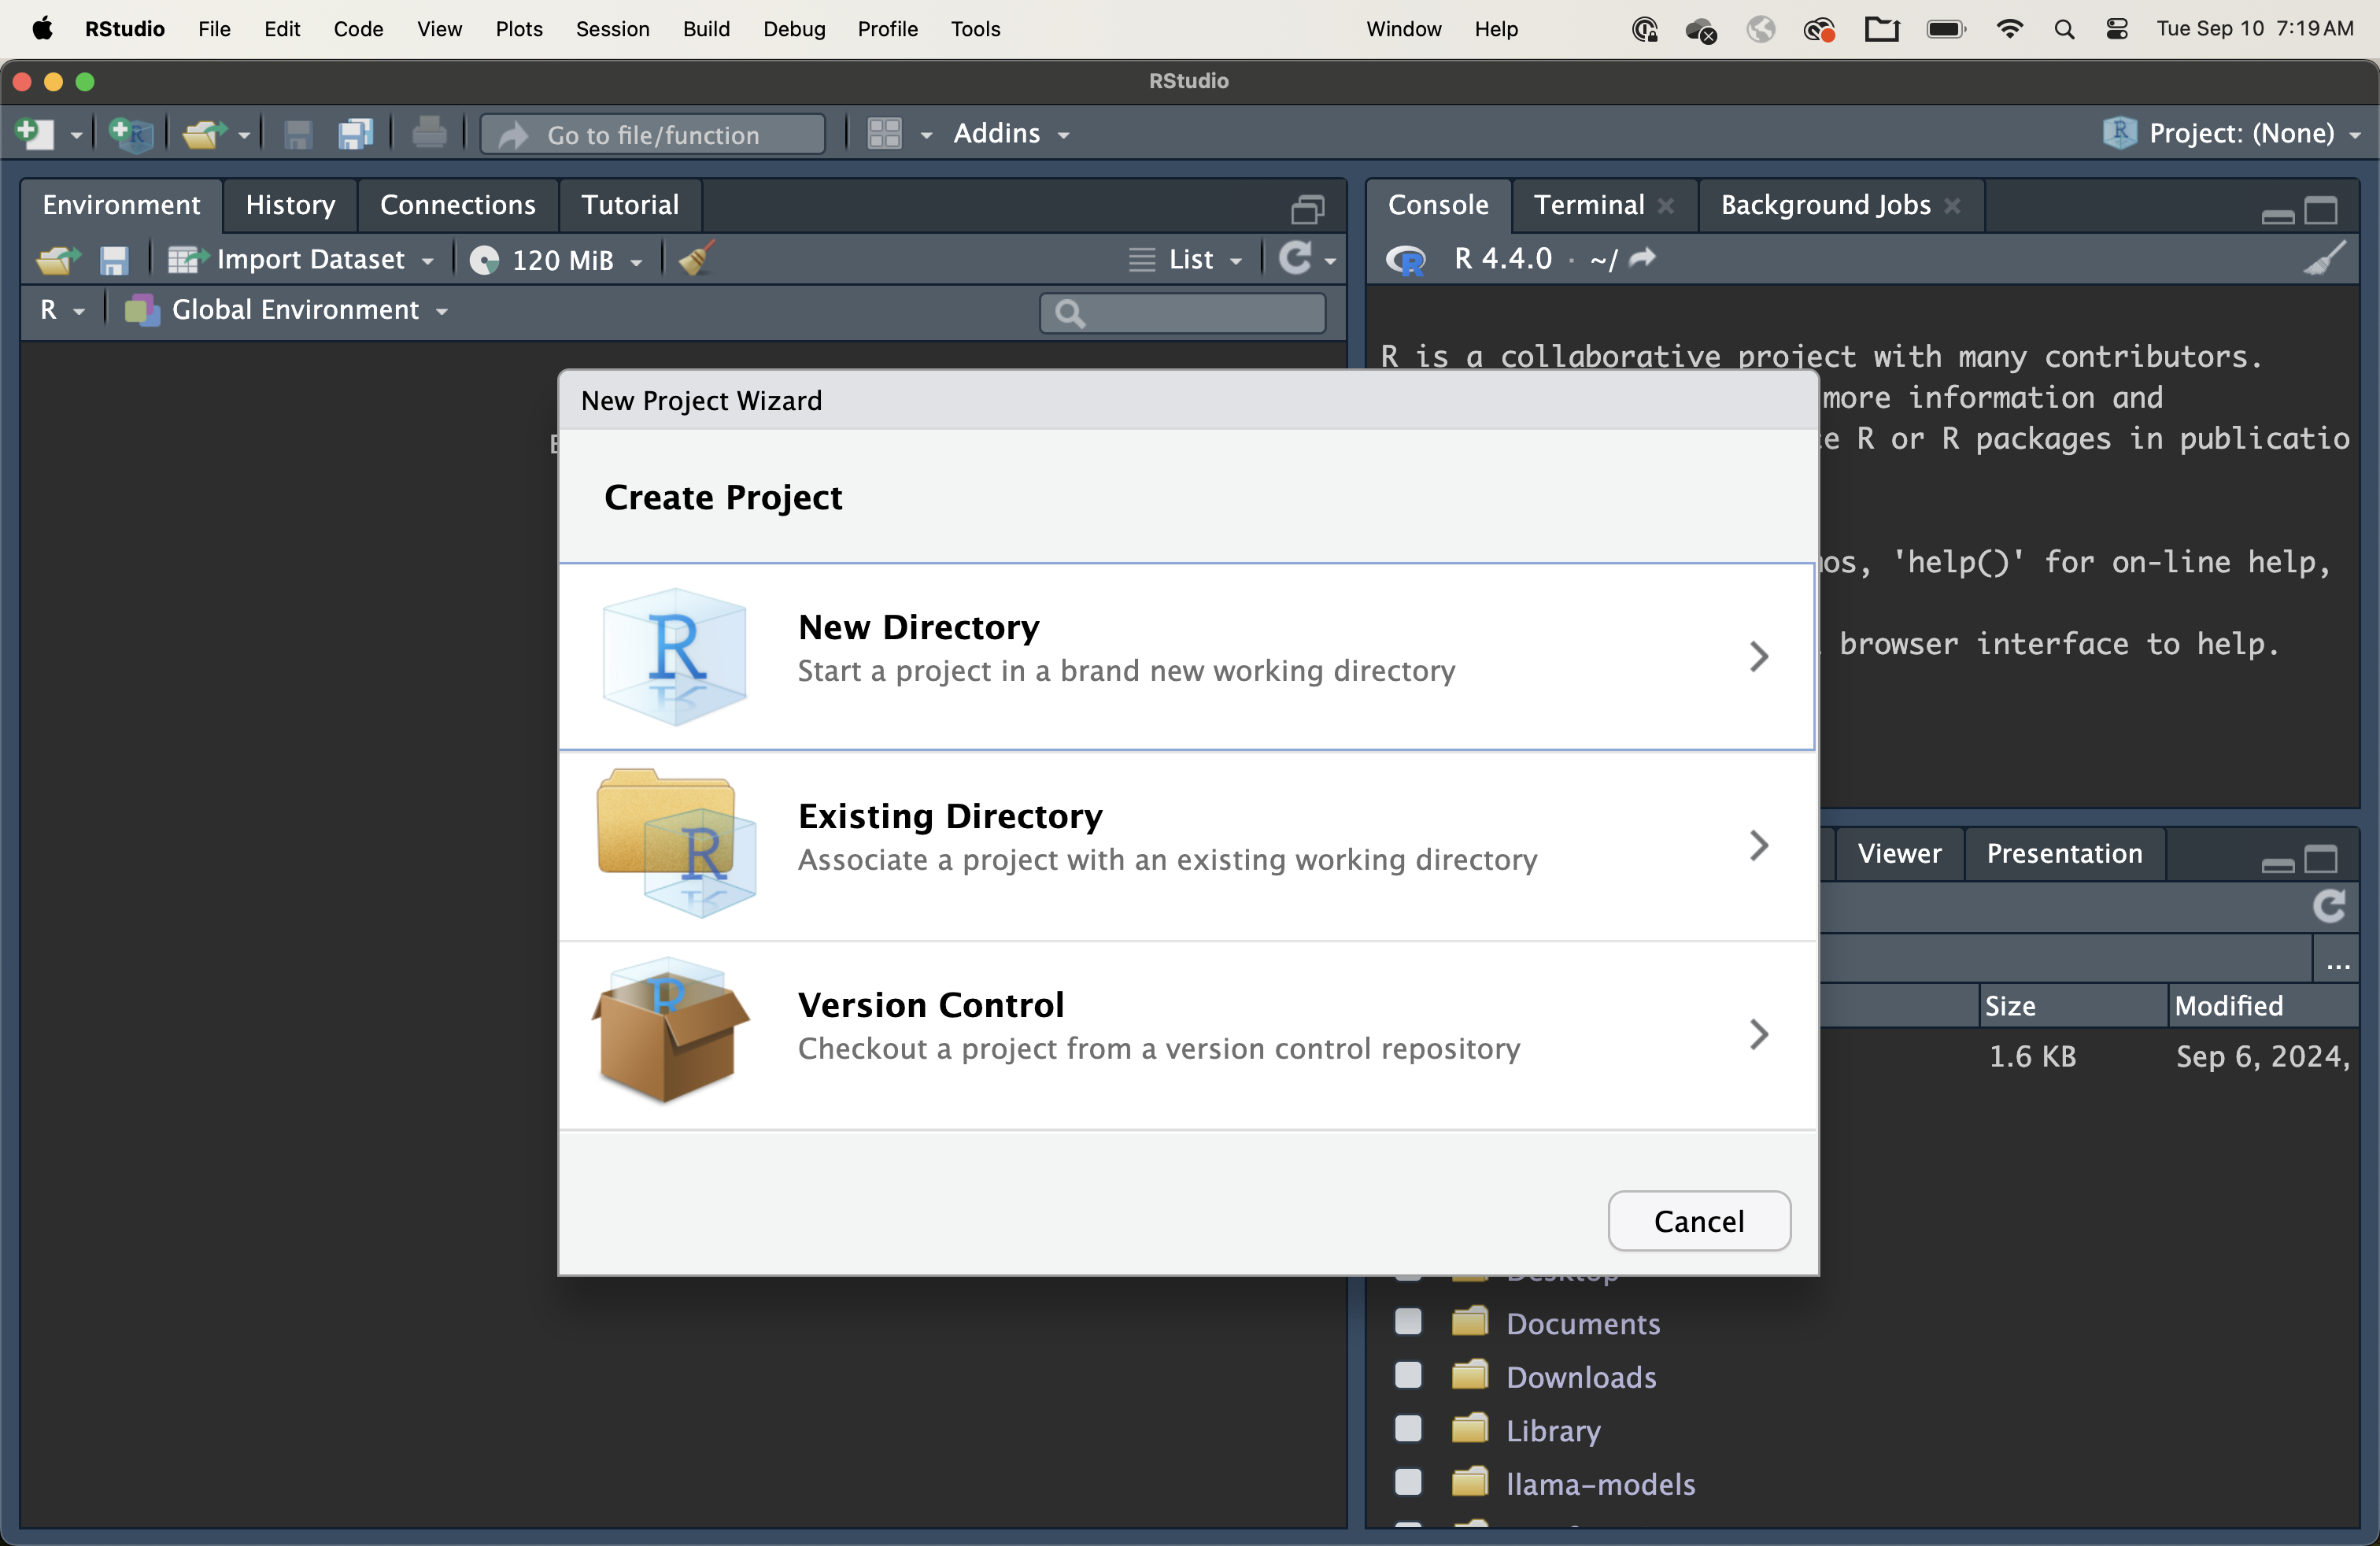 RStudio File Edit Code View Plots Session Build Debug Profile Tools Window Help Tue Sep 10 7:19 AM
RStudio
Go to file/function Addins Project: (None)
Environment History Connections Tutorial
Import Dataset 120 MiB List
R Global Environment
Console Terminal Background Jobs
R 4.4.0 · ~/
R is a collaborative project with many contributors.
more information and
R or R packages in publicatio
'help()' for on-line help,
browser interface to help.
New Project Wizard
Create Project
New Directory
Start a project in a brand new working directory
Existing Directory
Associate a project with an existing working directory
Version Control
Checkout a project from a version control repository
Cancel
Viewer Presentation
...
Size Modified
1.6 KB Sep 6, 2024,
Desktop
Documents
Downloads
Library
llama-models